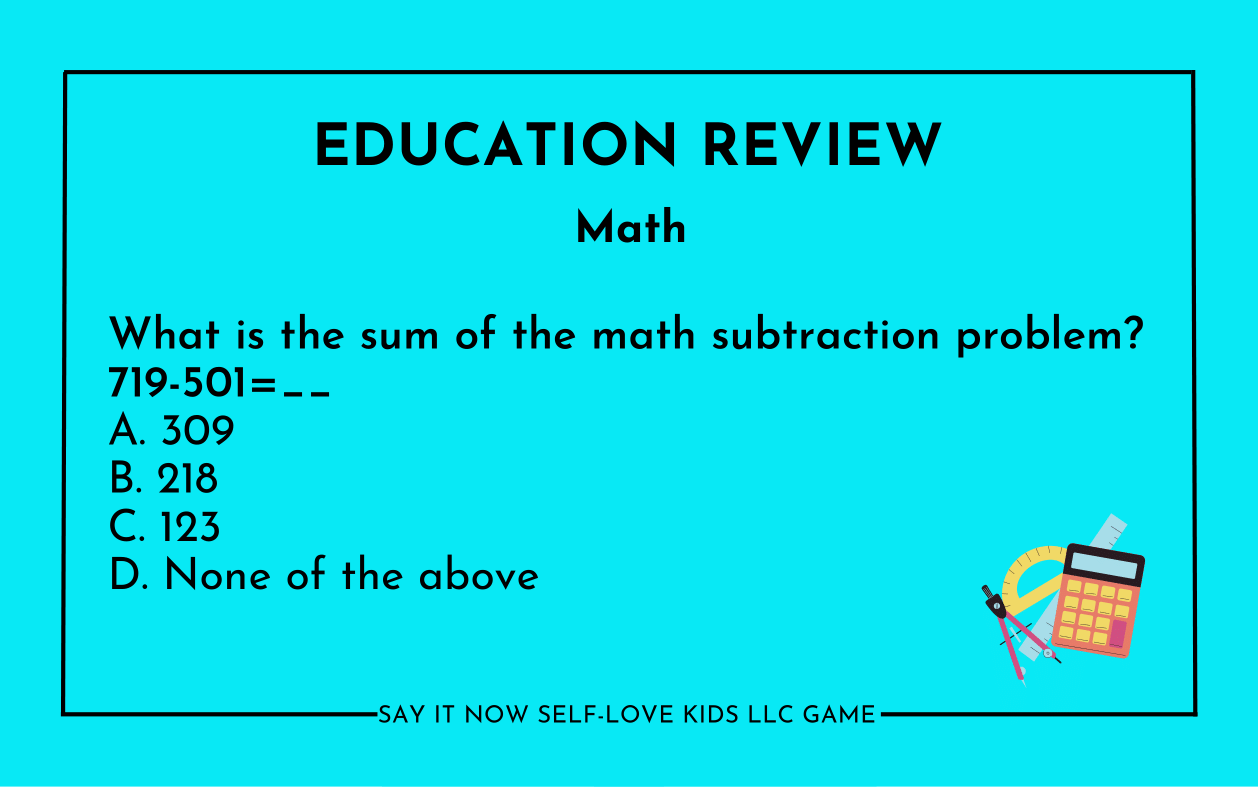 EDUCATION REVIEW
Math
What is the sum of the math subtraction problem?
719-501=__
A. 309
B. 218
C. 123
D. None of the above
SAY IT NOW SELF-LOVE KIDS LLC GAME